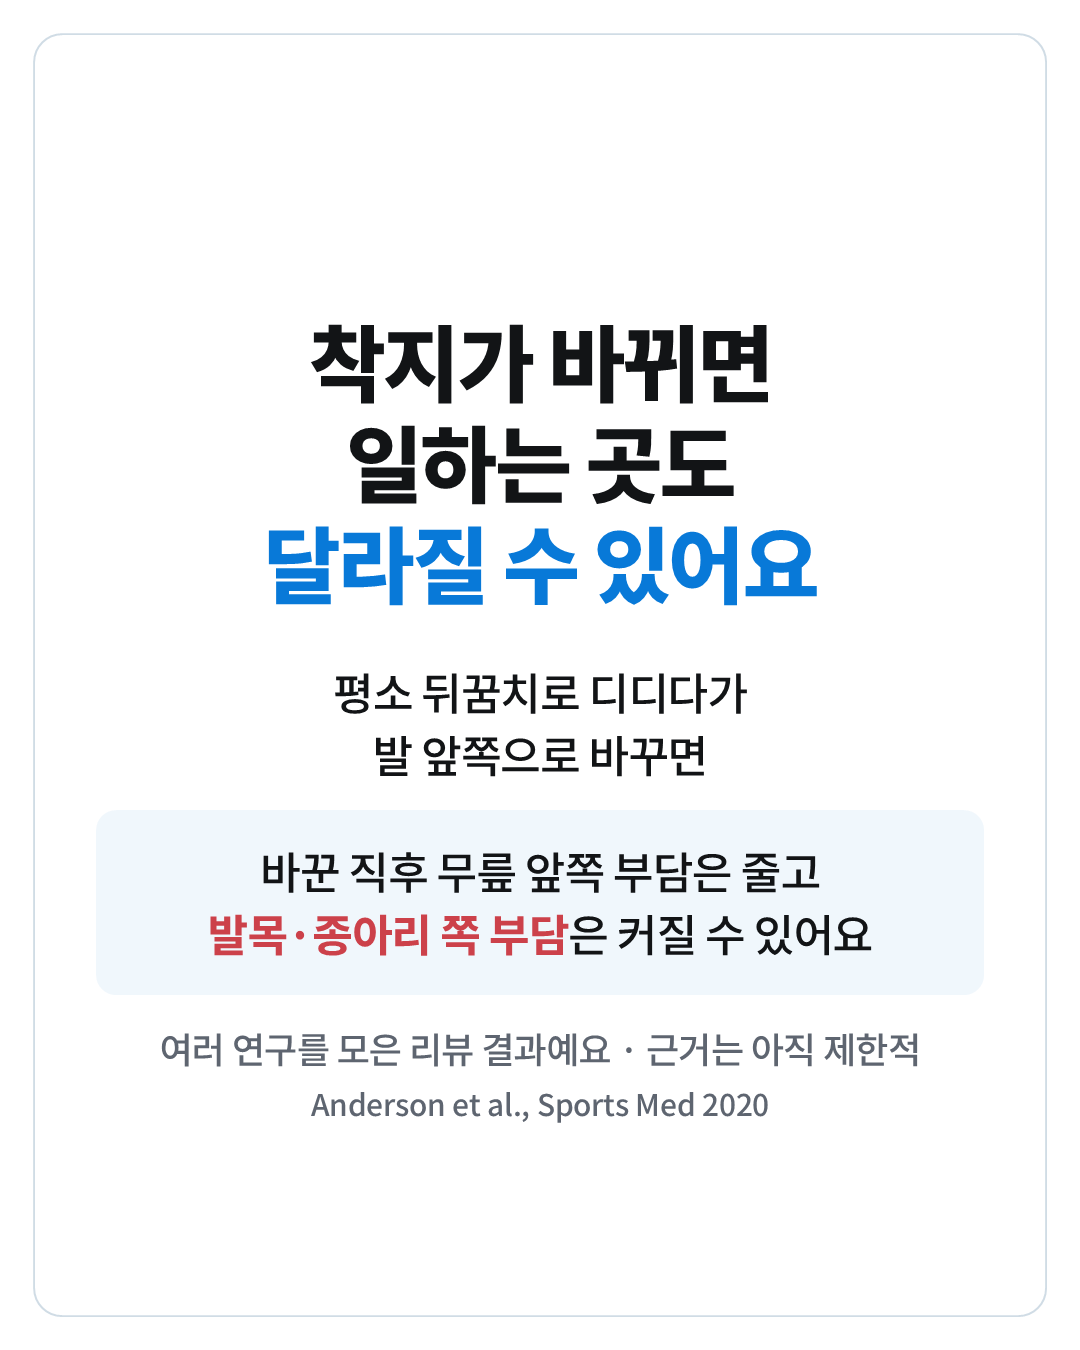 착지가 바뀌면
일하는 곳도
달라질 수 있어요
평소 뒤꿈치로 디디다가
발 앞쪽으로 바꾸면
바꾼 직후 무릎 앞쪽 부담은 줄고
발목·종아리 쪽 부담은 커질 수 있어요
여러 연구를 모은 리뷰 결과예요 · 근거는 아직 제한적
Anderson et al., Sports Med 2020